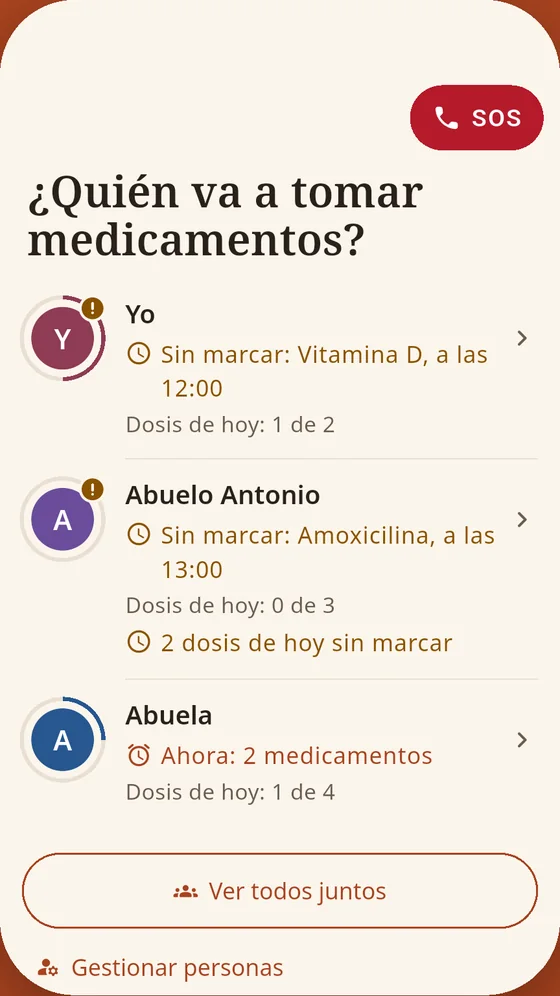 SOS
¿Quién va a tomar
medicamentos?
Y
Yo
Sin marcar: Vitamina D, a las
12:00
Dosis de hoy: 1 de 2
A
Abuelo Antonio
Sin marcar: Amoxicilina, a las
13:00
Dosis de hoy: 0 de 3
2 dosis de hoy sin marcar
A
Abuela
Ahora: 2 medicamentos
Dosis de hoy: 1 de 4
Ver todos juntos
Gestionar personas